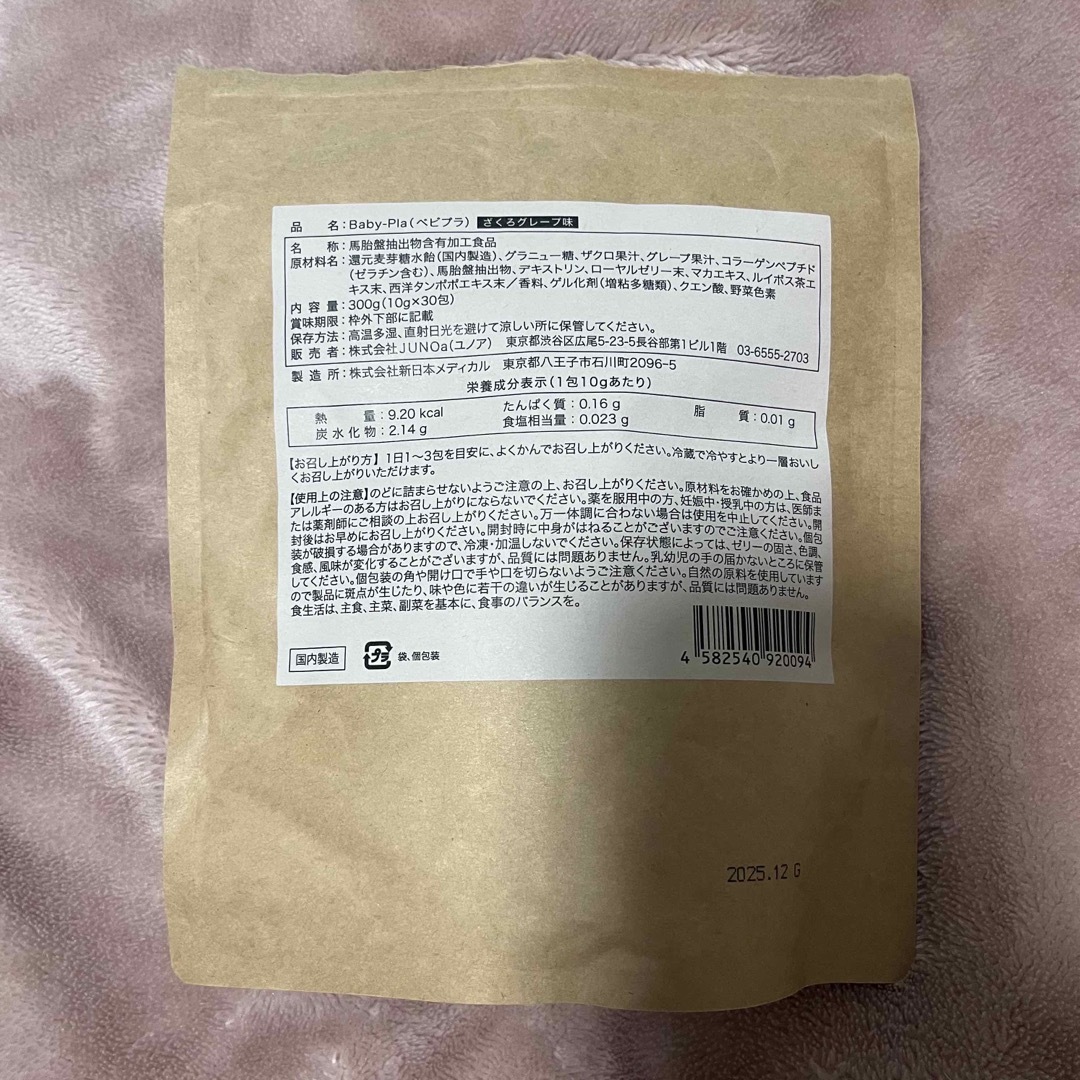 品　名：Baby-Pla（ベビプラ） ざくろグレープ味
名　称：馬胎盤抽出物含有加工食品
原材料名：還元麦芽糖水飴（国内製造）、グラニュー糖、ザクロ果汁、グレープ果汁、コラーゲンペプチド
（ゼラチン含む）、馬胎盤抽出物、デキストリン、ローヤルゼリー末、マカエキス、ルイボス茶エ
キス末、西洋タンポポエキス末／香料、ゲル化剤（増粘多糖類）、クエン酸、野菜色素
内容量：300g（10g×30包）
賞味期限：枠外下部に記載
保存方法：高温多湿、直射日光を避けて涼しい所に保管してください。
販売者：株式会社JUNOa（ユノア）　東京都渋谷区広尾5-23-5長谷部第1ビル1階　03-6555-2703
製造所：株式会社新日本メディカル　東京都八王子市石川町2096-5
栄養成分表示（1包10gあたり）
熱　量：9.20 kcal　たんぱく質：0.16 g　脂　質：0.01 g
炭水化物：2.14 g　食塩相当量：0.023 g
【お召し上がり方】1日1～3包を目安に、よくかんでお召し上がりください。冷蔵で冷やすとより一層おいし
くお召し上がりいただけます。
【使用上の注意】のどに詰まらせないようご注意の上、お召し上がりください。原材料をお確かめの上、食品
アレルギーのある方はお召し上がりにならないでください。薬を服用中の方、妊娠中・授乳中の方は、医師ま
たは薬剤師にご相談の上お召し上がりください。万一体調に合わない場合は使用を中止してください。開
封後はお早めにお召し上がりください。開封時に中身がはねることがございますのでご注意ください。個包
装が破損する場合がありますので、冷凍・加温しないでください。保存状態によっては、ゼリーの固さ、色調、
食感、風味が変化することがございますが、品質には問題ありません。乳幼児の手の届かないところに保管
してください。個包装の角や開け口で手や口を切らないようご注意ください。自然の原料を使用しています
ので製品に斑点が生じたり、味や色に若干の違いが生じることがありますが、品質には問題ありません。
食生活は、主食、主菜、副菜を基本に、食事のバランスを。
国内製造　プラ　袋、個包装
4 582540 920094
2025.12 G